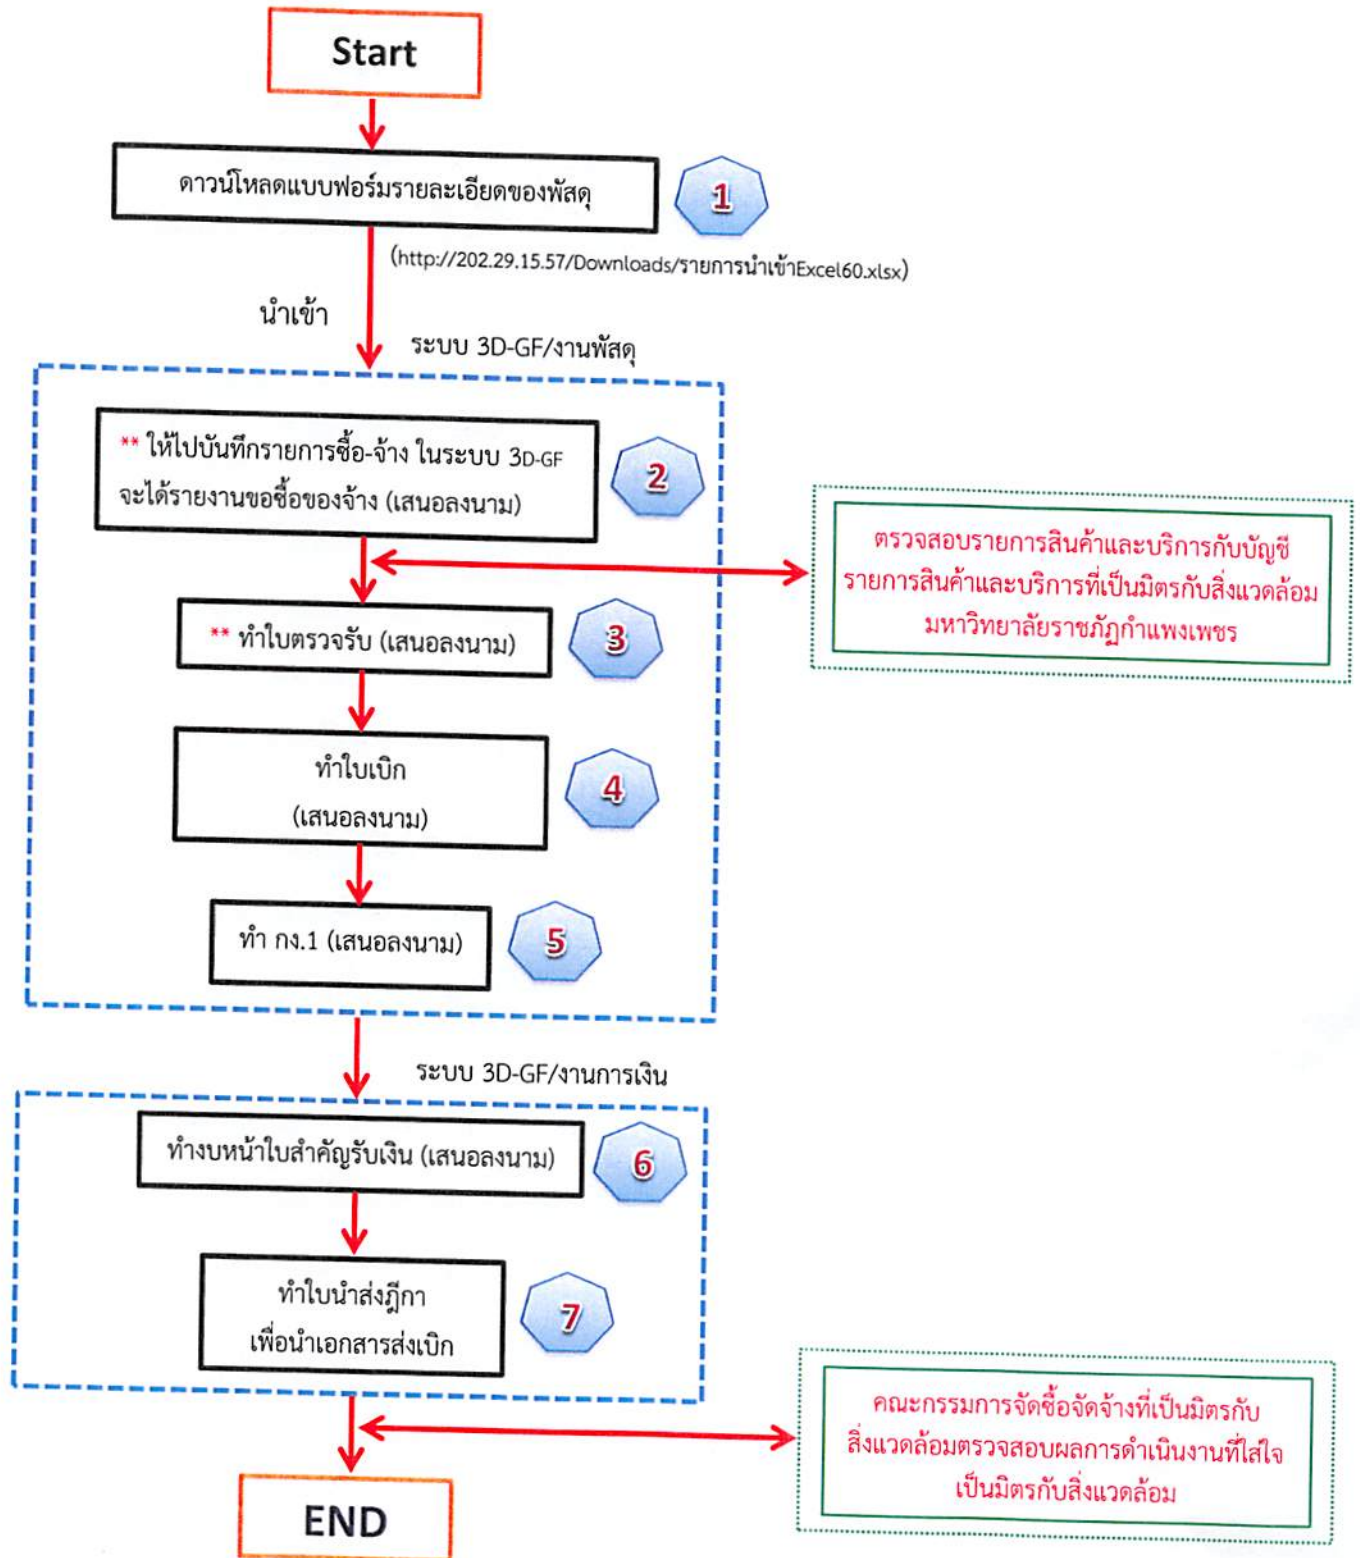 Start
ดาวน์โหลดแบบฟอร์มรายละเอียดของพัสดุ
1
(http://202.29.15.57/Downloads/รายการนำเข้าExcel60.xlsx)
นำเข้า
ระบบ 3D-GF/งานพัสดุ
** ให้ไปบันทึกรายการซื้อ-จ้าง ในระบบ 3D-GF
จะได้รายงานขอซื้อของจ้าง (เสนอลงนาม)
2
ตรวจสอบรายการสินค้าและบริการกับบัญชี
รายการสินค้าและบริการที่เป็นมิตรกับสิ่งแวดล้อม
มหาวิทยาลัยราชภัฏกำแพงเพชร
** ทำใบตรวจรับ (เสนอลงนาม)
3
ทำใบเบิก
(เสนอลงนาม)
4
ทำ กง.1 (เสนอลงนาม)
5
ระบบ 3D-GF/งานการเงิน
ทำงบหน้าใบสำคัญรับเงิน (เสนอลงนาม)
6
ทำใบนำส่งฎีกา
เพื่อนำเอกสารส่งเบิก
7
คณะกรรมการจัดซื้อจัดจ้างที่เป็นมิตรกับ
สิ่งแวดล้อมตรวจสอบผลการดำเนินงานที่ใส่ใจ
เป็นมิตรกับสิ่งแวดล้อม
END